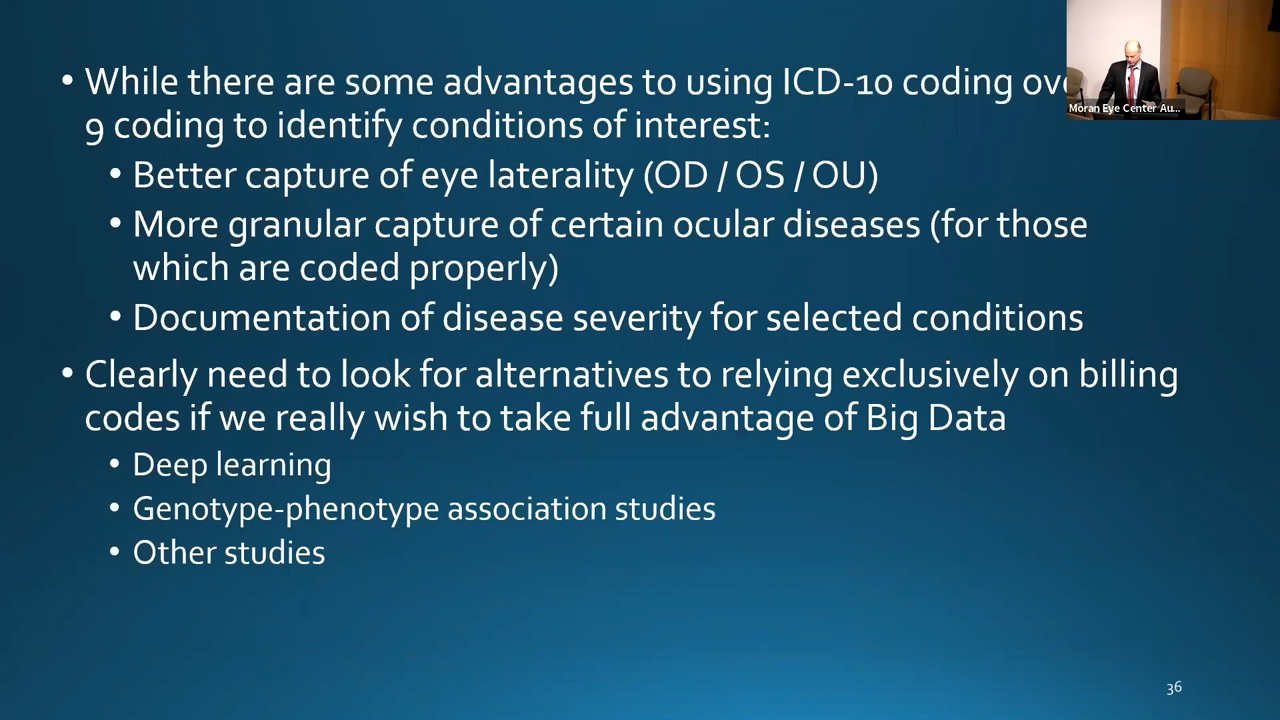 • While there are some advantages to using ICD-10 coding
9 coding to identify conditions of interest:
• Better capture of eye laterality (OD / OS / OU)
• More granular capture of certain ocular diseases (for those
which are coded properly)
• Documentation of disease severity for selected conditions
• Clearly need to look for alternatives to relying exclusively on billing
codes if we really wish to take full advantage of Big Data
• Deep learning
• Genotype-phenotype association studies
• Other studies
Moran Eye Center Au...
36